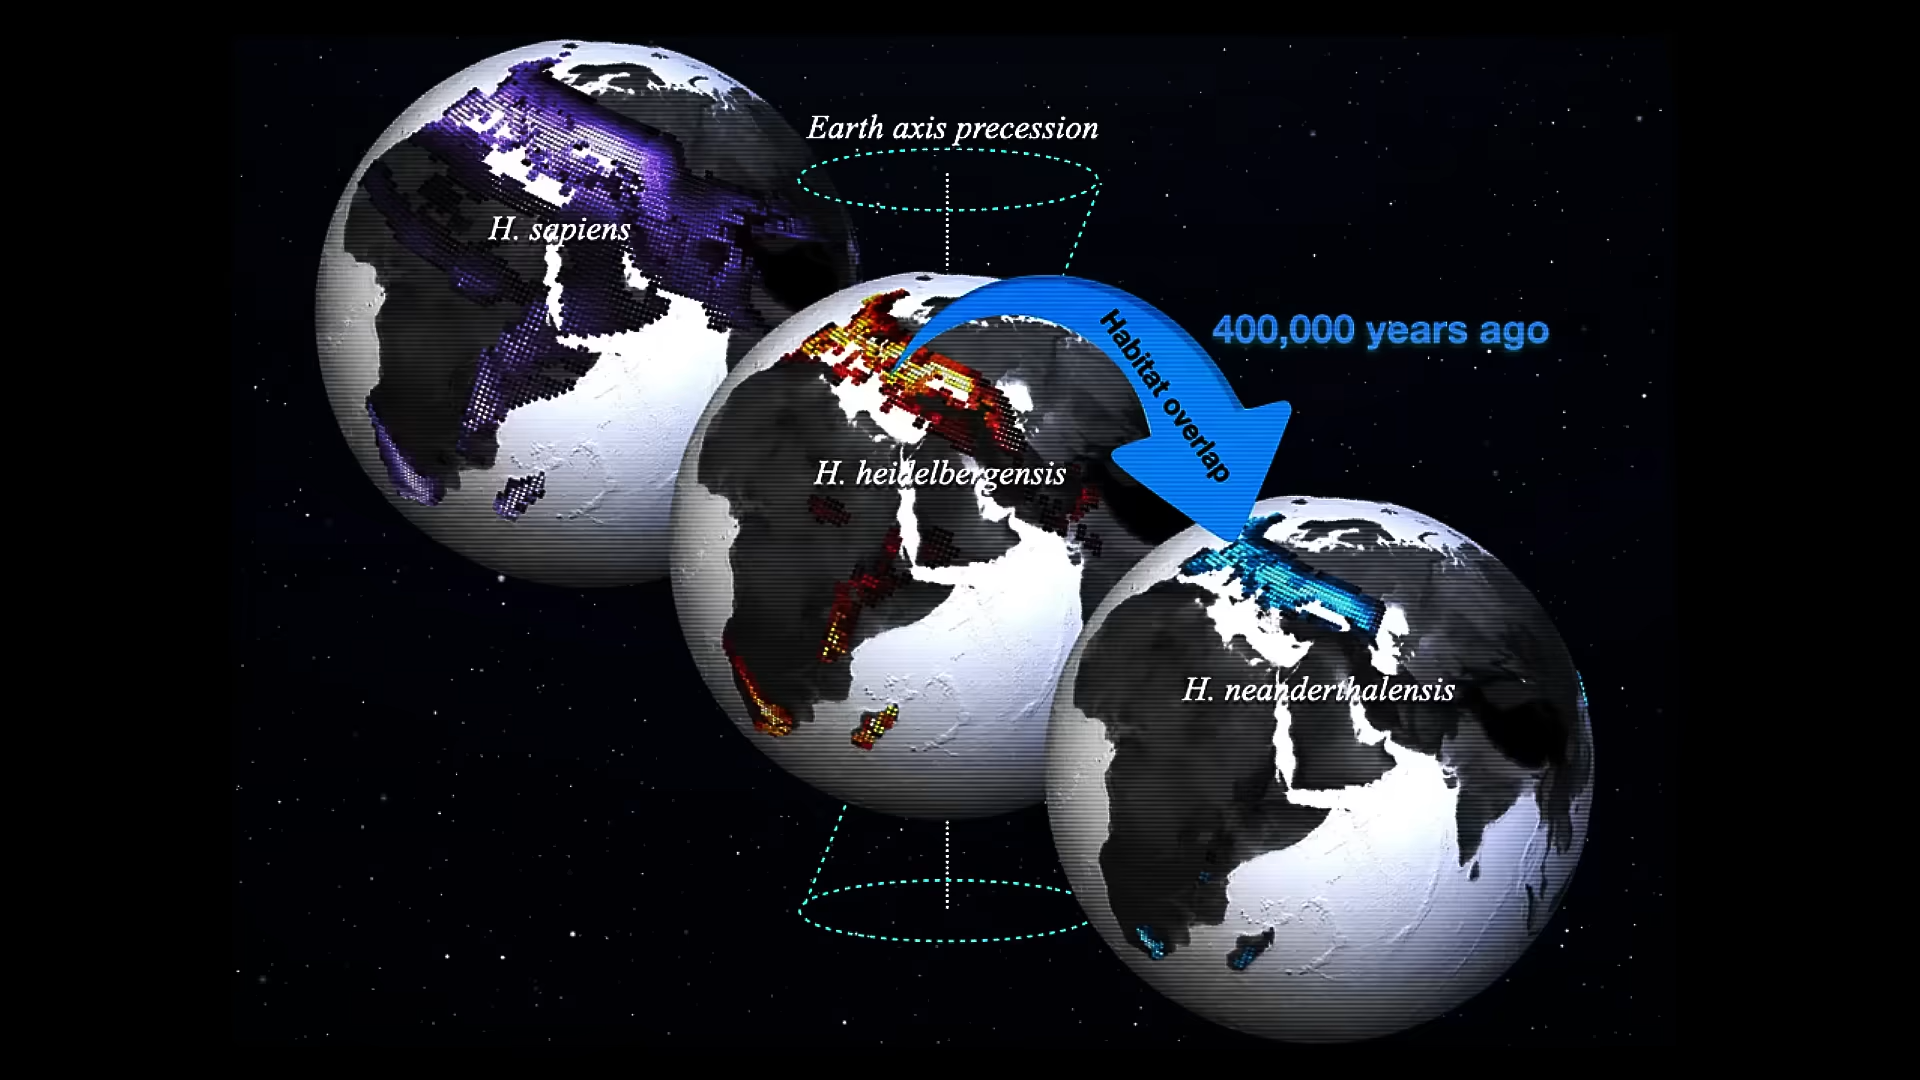 Earth axis precession
H. sapiens
400,000 years ago
Habitat overlap
H. heidelbergensis
H. neanderthalensis